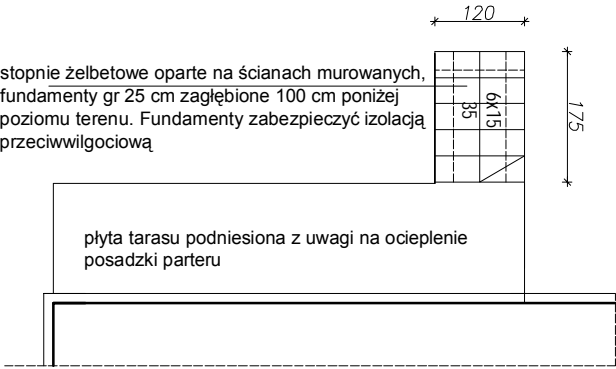 120
stopnie żelbetowe oparte na ścianach murowanych,
fundamenty gr 25 cm zagłębione 100 cm poniżej
poziomu terenu. Fundamenty zabezpieczyć izolacją
przeciwwilgociową
6x15
35
175
płyta tarasu podniesiona z uwagi na ocieplenie
posadzki parteru